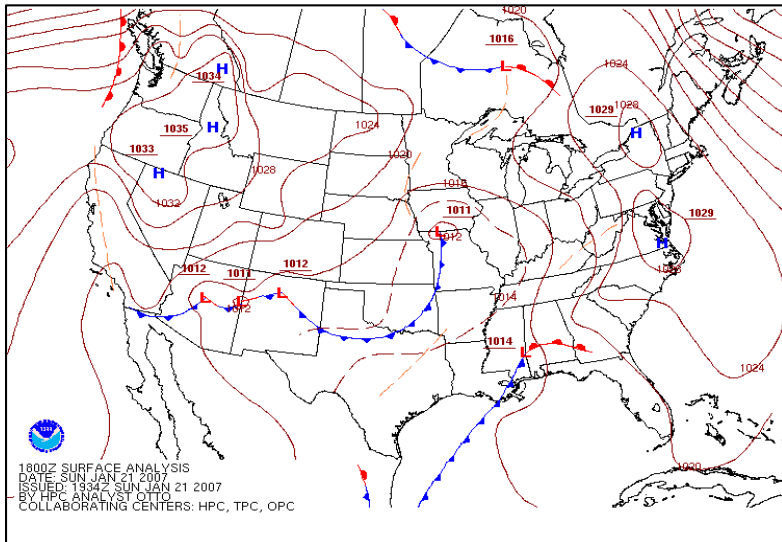 1020
1016
1024
1034
1029
1028
1024
1035
1020
1033
1028
1016
1032
1011
1029
1012
1028
1012
1011
1012
1012
1014
1014
1024
1020
H
H
H
H
H
L
L
L
L
L
L
1800Z SURFACE ANALYSIS
DATE: SUN JAN 21 2007
ISSUED: 1934Z SUN JAN 21 2007
BY HPC ANALYST OTTO
COLLABORATING CENTERS: HPC, TPC, OPC